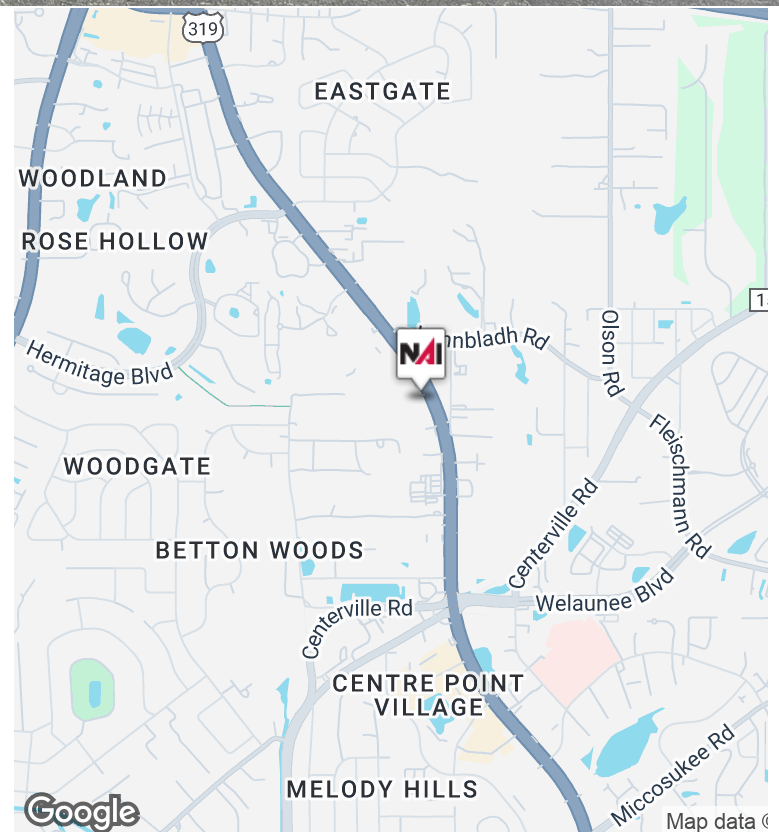 319
EASTGATE
WOODLAND
ROSE HOLLOW
NAI
Rd
Olson Rd
Hermitage Blvd
Fleischmann Rd
WOODGATE
Centerville Rd
BETTON WOODS
Welaunee Blvd
Centerville Rd
CENTRE POINT
VILLAGE
Miccosukee Rd
MELODY HILLS
Google
Map data ©